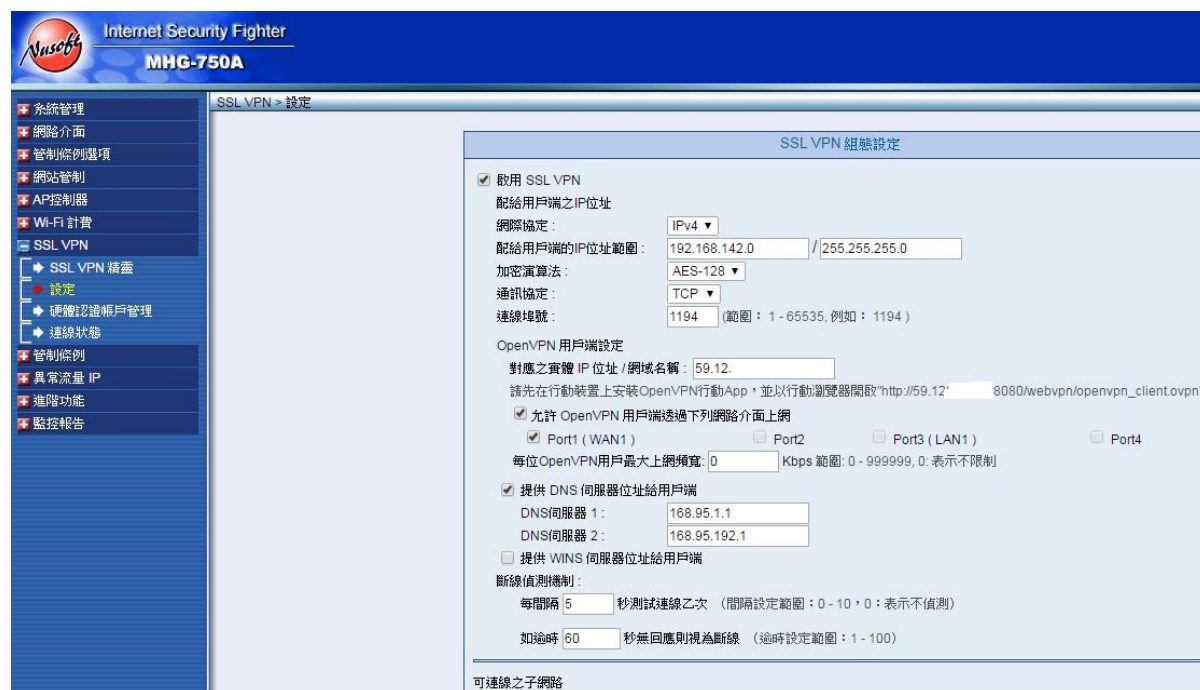 Nusoft
Internet Security Fighter
MHG-750A
系統管理
網路介面
管制條例選項
網站管制
AP控制器
Wi-Fi 計費
SSL VPN
SSL VPN 精靈
設定
硬體認證帳戶管理
連線狀態
管制條例
異常流量 IP
進階功能
監控報告
SSL VPN > 設定
SSL VPN 組態設定
啟用 SSL VPN
配給用戶端之IP位址
網際協定 : IPv4
配給用戶端的IP位址範圍 : 192.168.142.0 / 255.255.255.0
加密演算法 : AES-128
通訊協定 : TCP
連線埠號 : 1194 (範圍： 1 - 65535, 例如： 1194 )
OpenVPN 用戶端設定
對應之實體 IP 位址 / 網域名稱 : 59.12.
請先在行動裝置上安裝OpenVPN行動App，並以行動瀏覽器開啟"http://59.12 8080/webvpn/openvpn_client.ovpn
允許 OpenVPN 用戶端透過下列網路介面上網
Port1 ( WAN1 ) Port2 Port3 ( LAN1 ) Port4
每位OpenVPN用戶最大上網頻寬: 0 Kbps 範圍: 0 - 999999, 0: 表示不限制
提供 DNS 伺服器位址給用戶端
DNS伺服器 1 : 168.95.1.1
DNS伺服器 2 : 168.95.192.1
提供 WINS 伺服器位址給用戶端
斷線偵測機制 :
每間隔 5 秒測試連線乙次 （間隔設定範圍：0 - 10，0：表示不偵測）
如逾時 60 秒無回應則視為斷線 （逾時設定範圍：1 - 100）
可連線之子網路